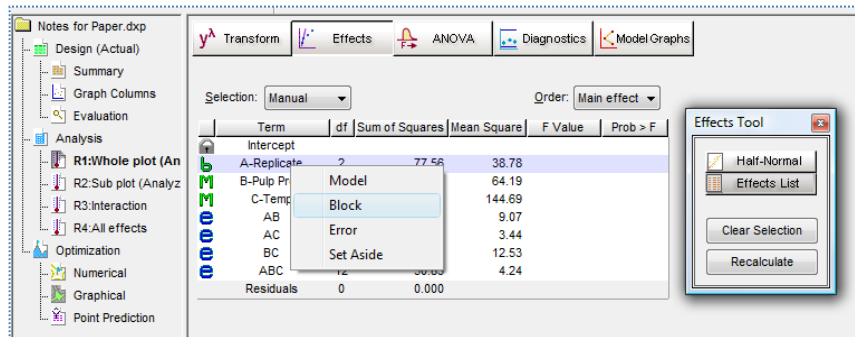 Notes for Paper.dxp
Design (Actual)
Summary
Graph Columns
Evaluation
Analysis
R1:Whole plot (An
R2:Sub plot (Analyz
R3:Interaction
R4:All effects
Optimization
Numerical
Graphical
Point Prediction
yλ Transform Effects F ANOVA Diagnostics Model Graphs
Selection: Manual Order: Main effect
Term df Sum of Squares Mean Square F Value Prob > F
Intercept
b A-Replicate 2 77.56 38.78
M B-Pulp Pr 64.19
M C-Temp 144.69
e AB 9.07
e AC 3.44
e BC 12.53
e ABC 12 4.24
Residuals 0 0.000
Model
Block
Error
Set Aside
Effects Tool
Half-Normal
Effects List
Clear Selection
Recalculate